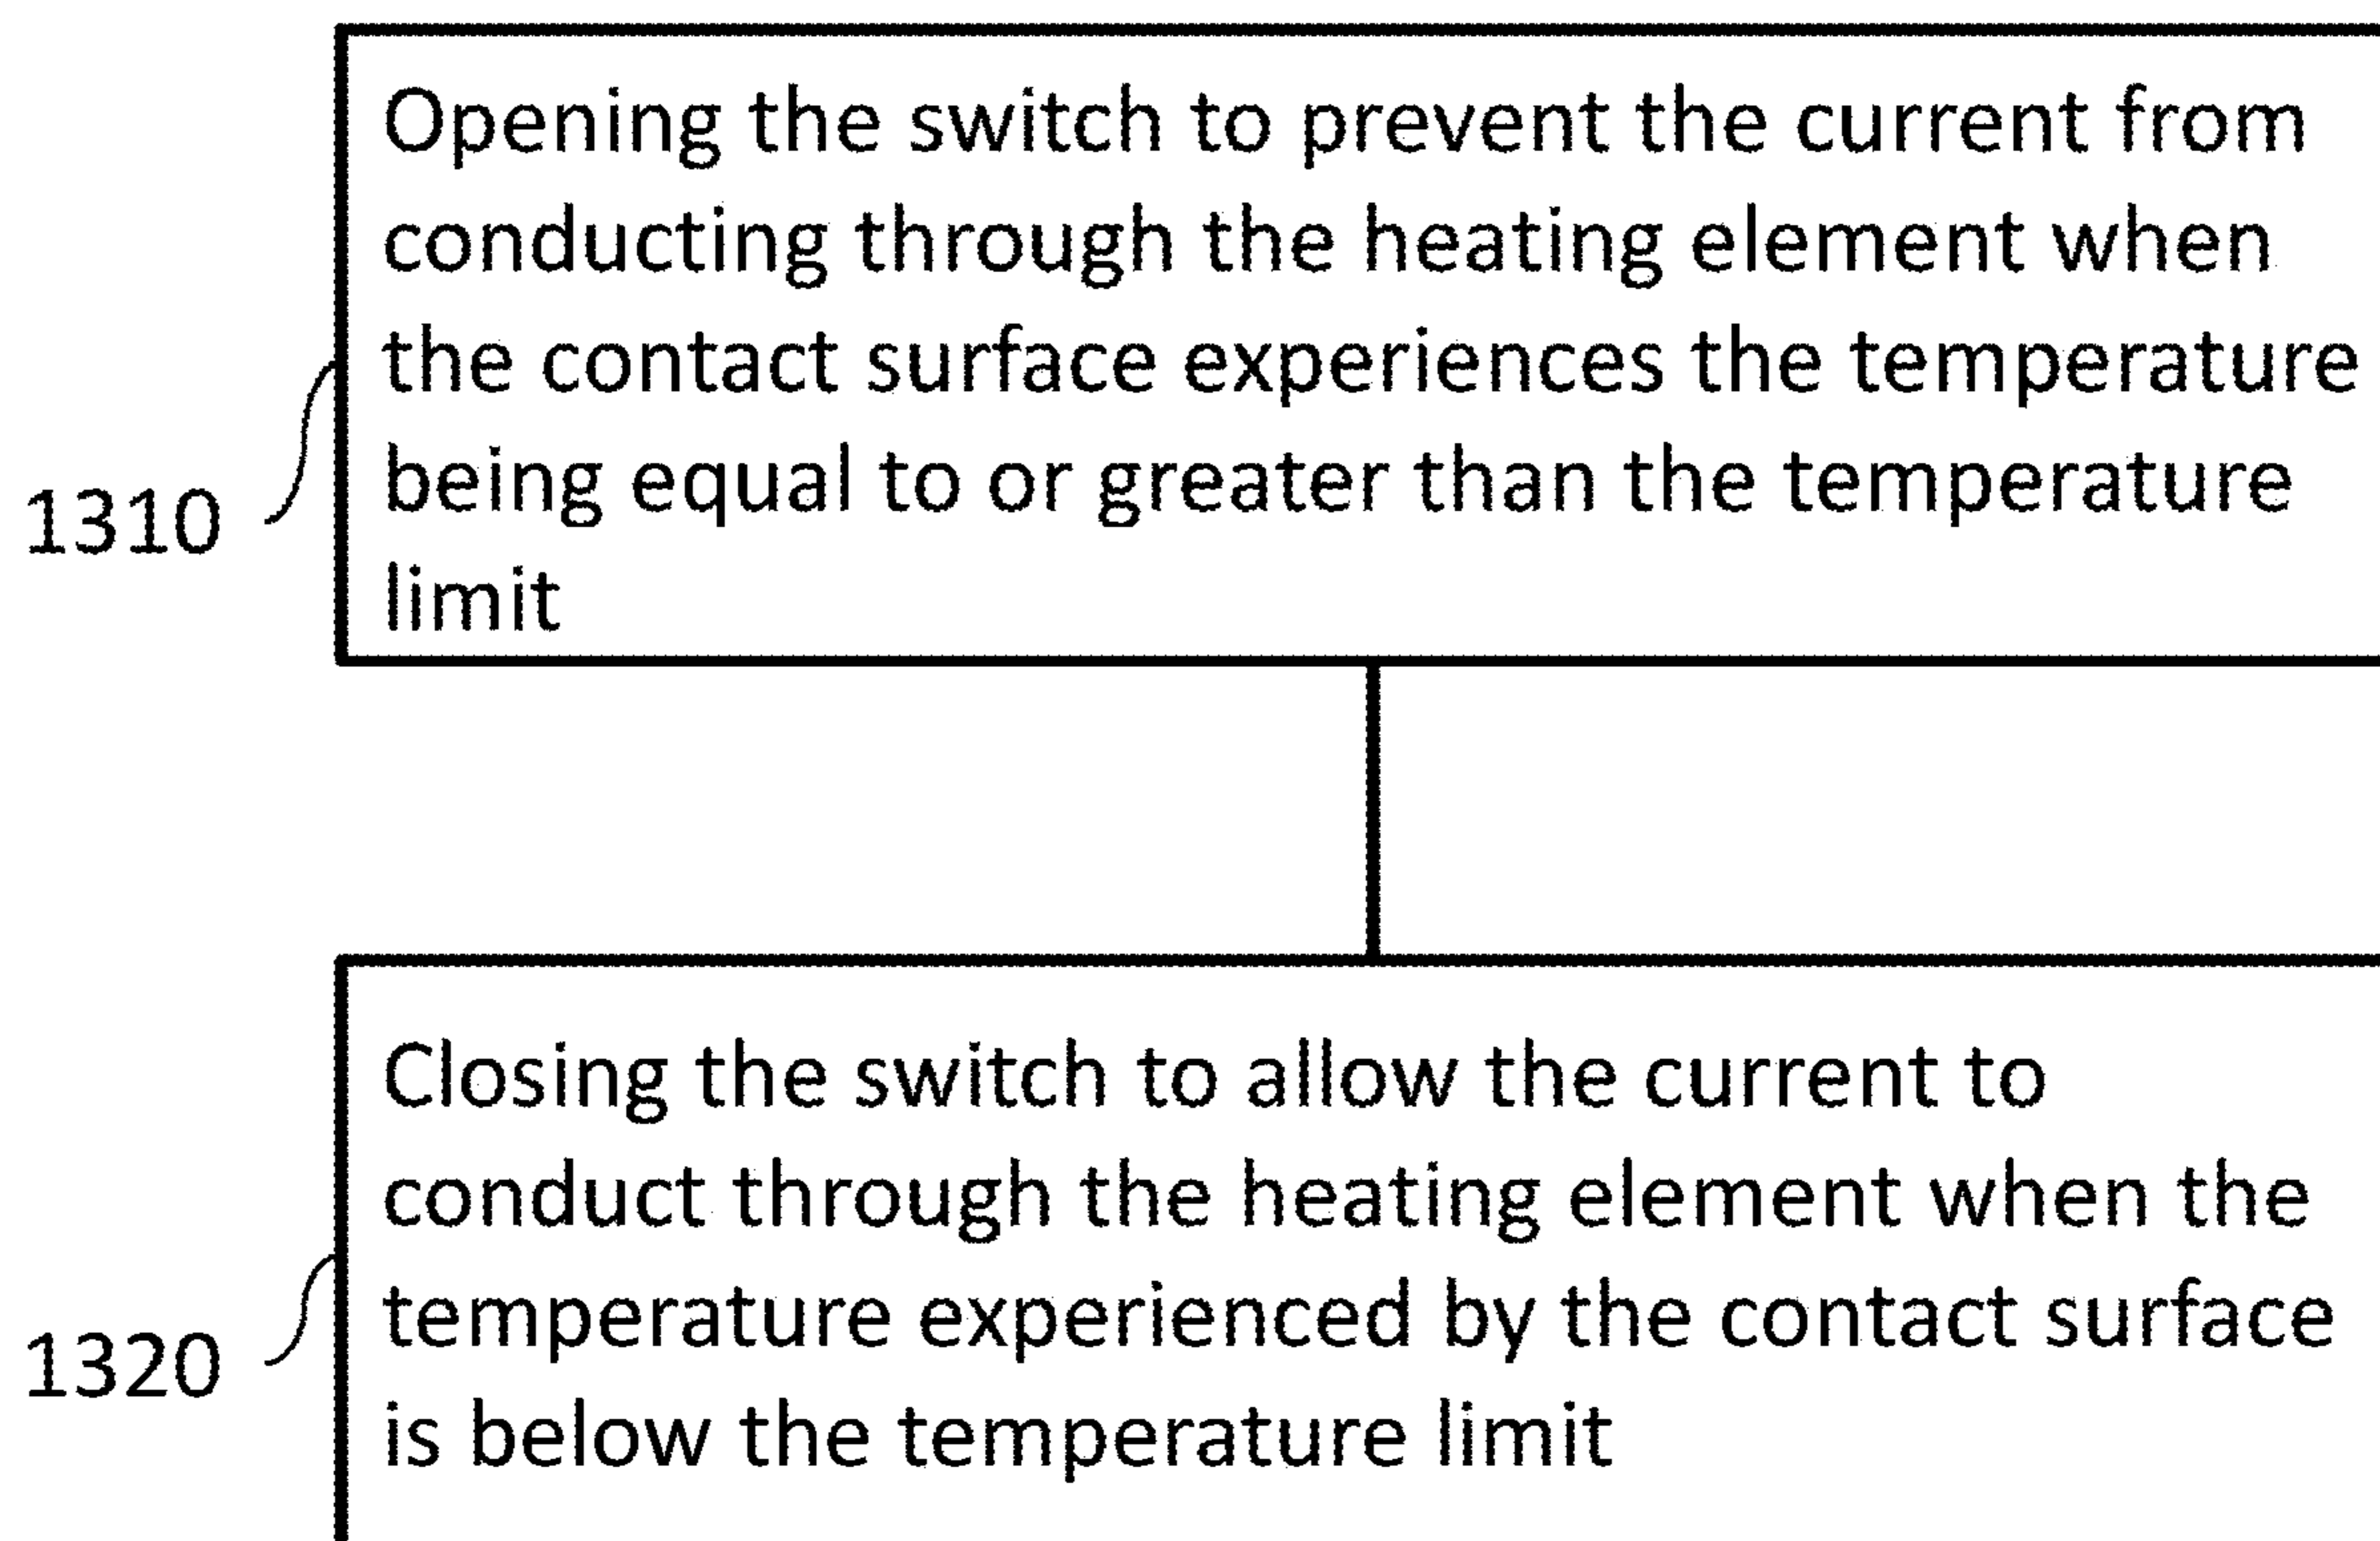 Opening the switch to prevent the current from
conducting through the heating element when
the contact surface experiences the temperature
being equal to or greater than the temperature
1310
limit
Closing the switch to allow the current to
conduct through the heating element when the
temperature experienced by the contact surface
1320
is below the temperature limit